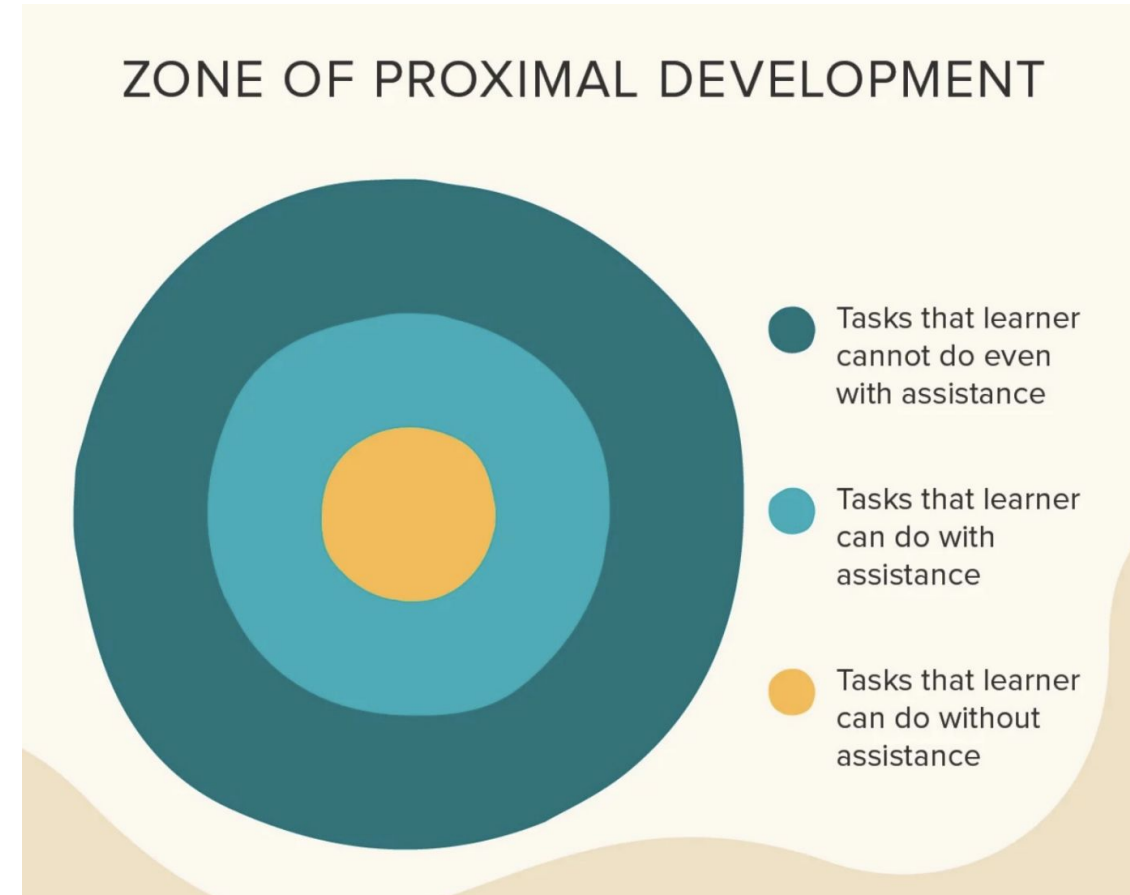 ZONE OF PROXIMAL DEVELOPMENT
Tasks that learner
cannot do even
with assistance
Tasks that learner
can do with
assistance
Tasks that learner
can do without
assistance